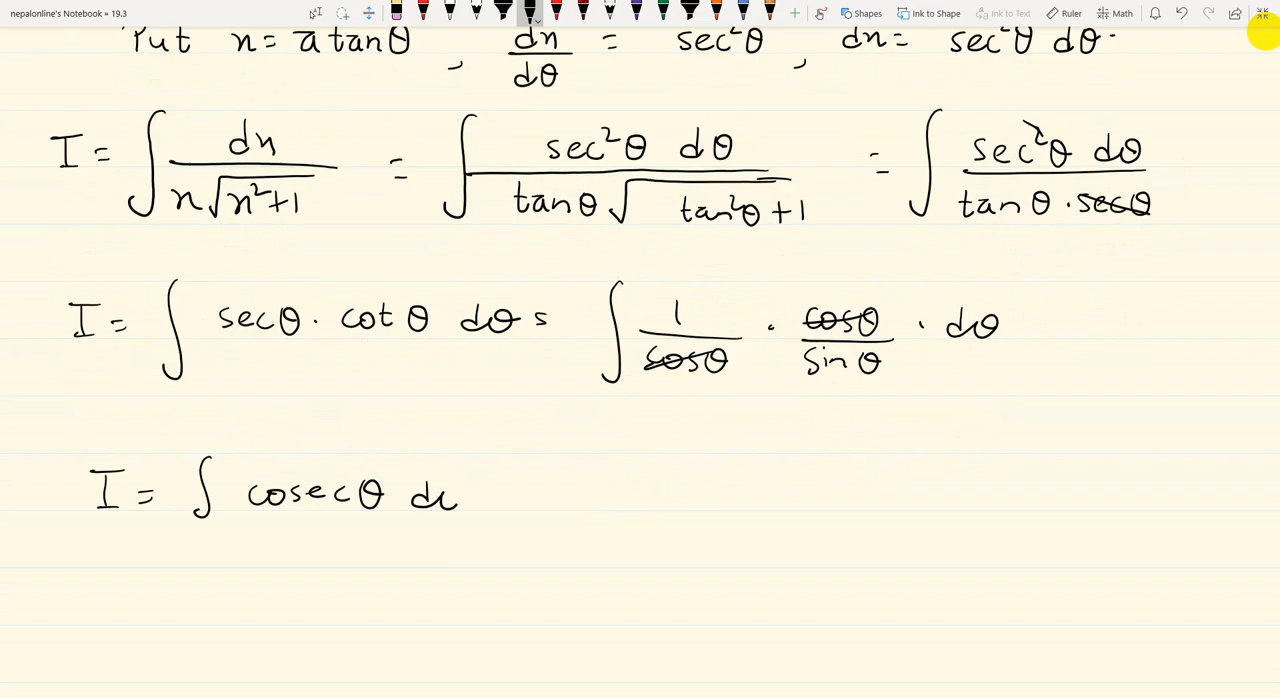 nepalonline's Notebook » 19.3 Shapes Ink to Shape Ink to Text Ruler Math
Put x = a tanθ , dx/dθ = sec²θ , dx = sec²θ dθ.
I = ∫ dx / x√x²+1 = ∫ sec²θ dθ / tanθ√tan²θ+1 = ∫ sec²θ dθ / tanθ . secθ
I = ∫ secθ . cotθ dθ = ∫ 1/cosθ . cosθ/sinθ . dθ
I = ∫ cosecθ